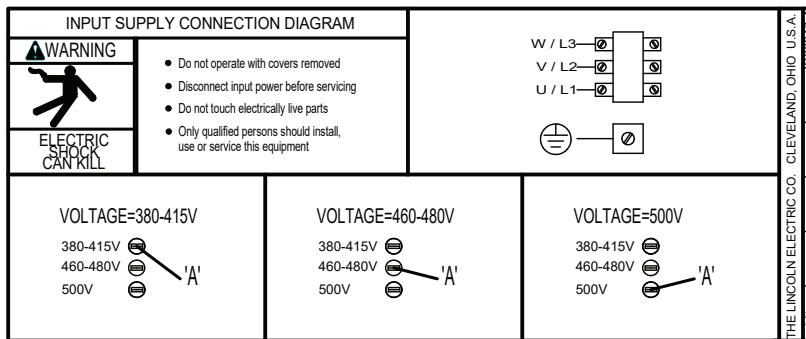 INPUT SUPPLY CONNECTION DIAGRAM
WARNING
ELECTRIC
SHOCK
CAN KILL
● Do not operate with covers removed
● Disconnect input power before servicing
● Do not touch electrically live parts
● Only qualified persons should install,
use or service this equipment
W / L3
V / L2
U / L1
VOLTAGE=380-415V
380-415V
460-480V
500V
'A'
VOLTAGE=460-480V
380-415V
460-480V
500V
'A'
VOLTAGE=500V
380-415V
460-480V
500V
'A'
THE LINCOLN ELECTRIC CO. CLEVELAND, OHIO U.S.A.